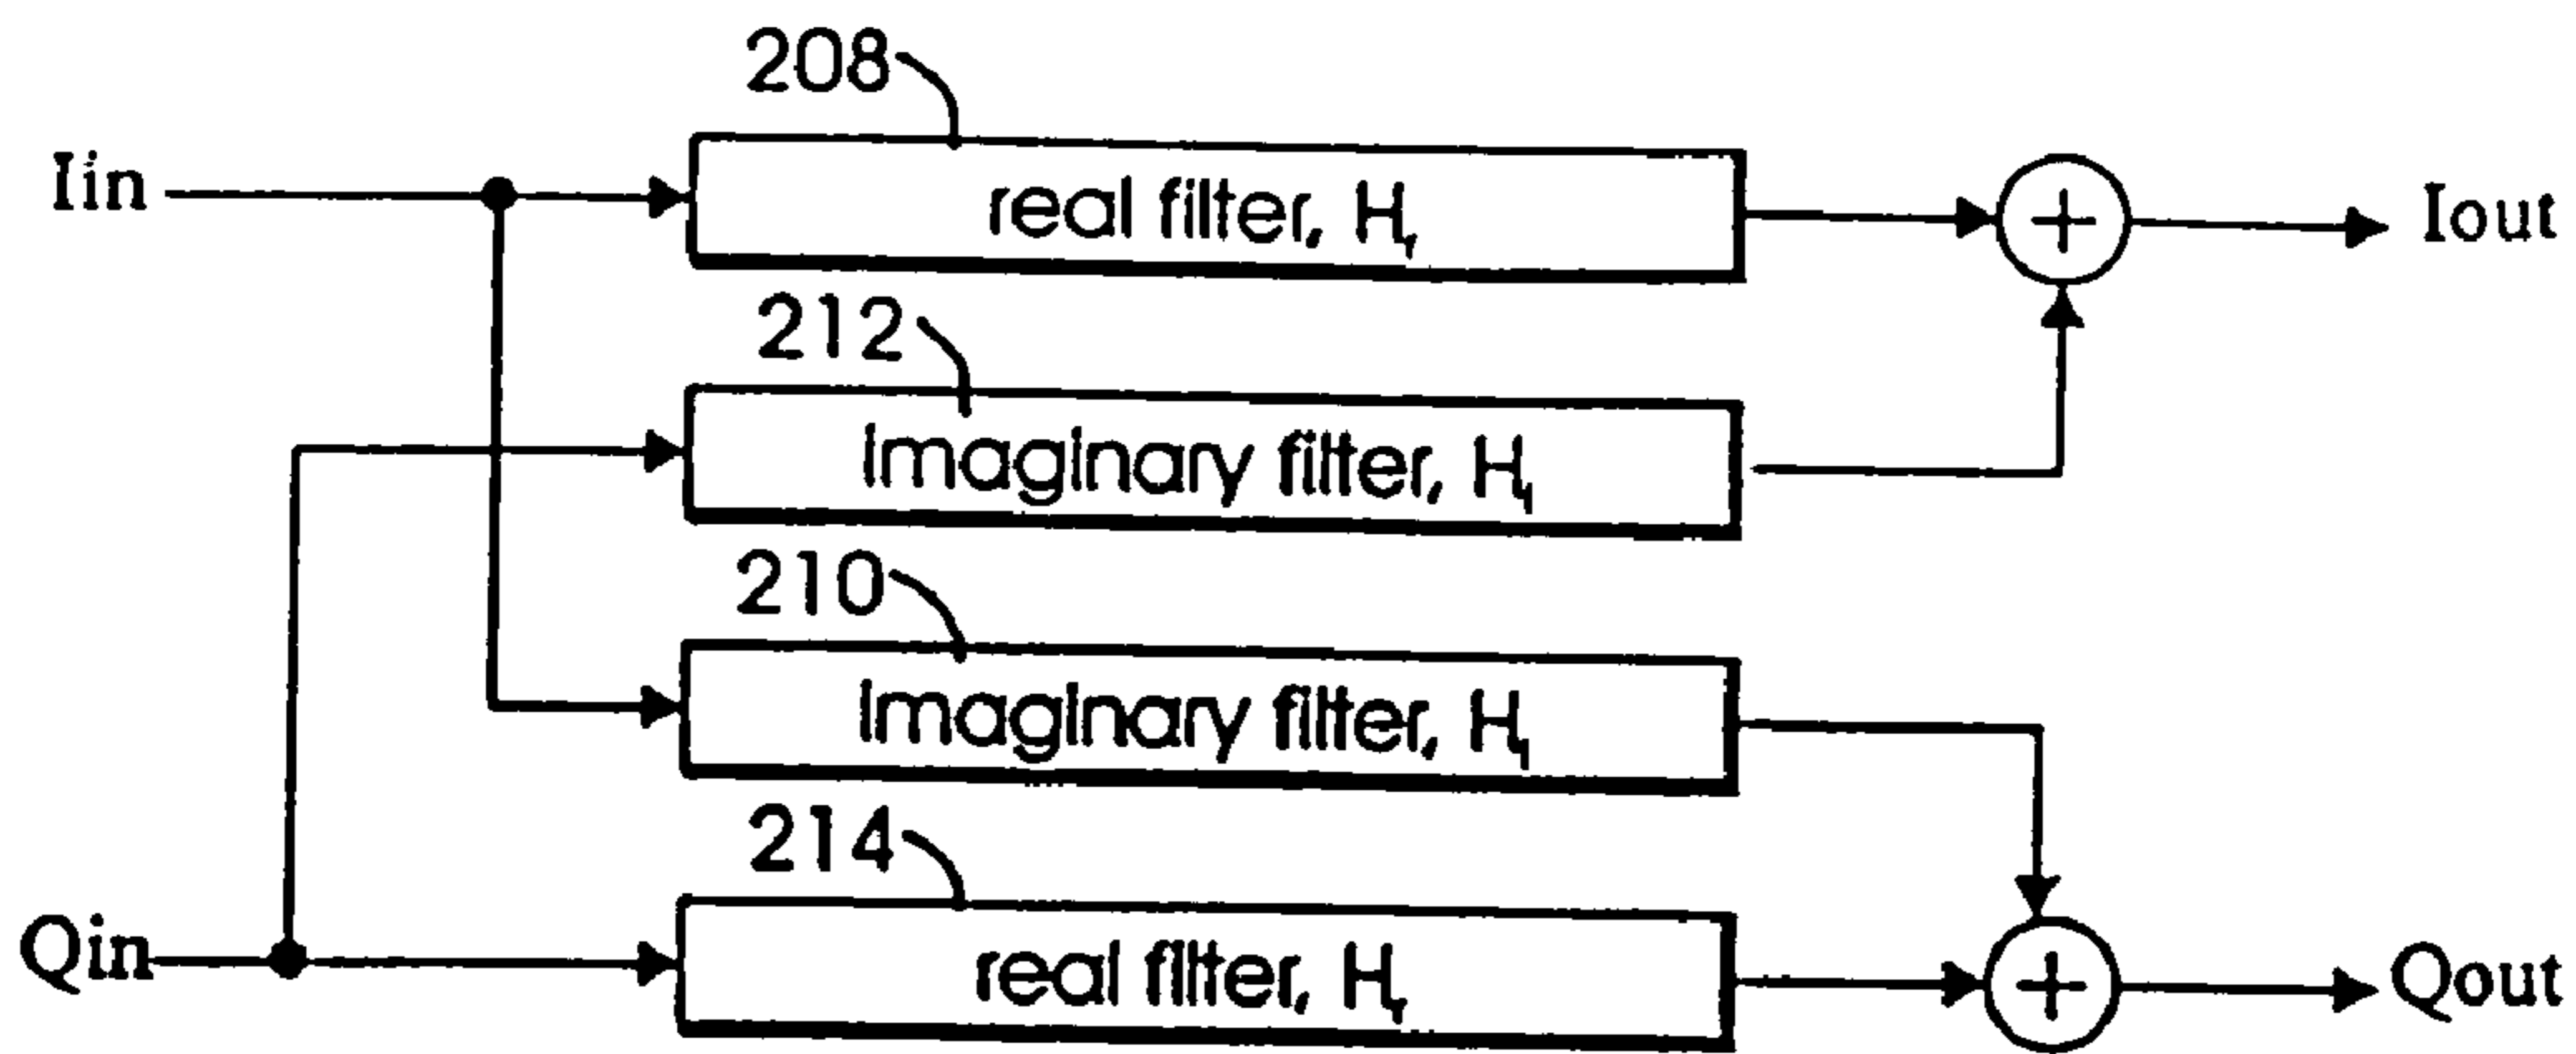 208
Iin
real filter, Hr
Iout
212
Imaginary filter, HI
210
Imaginary filter, HI
214
Qin
real filter, Hr
Qout